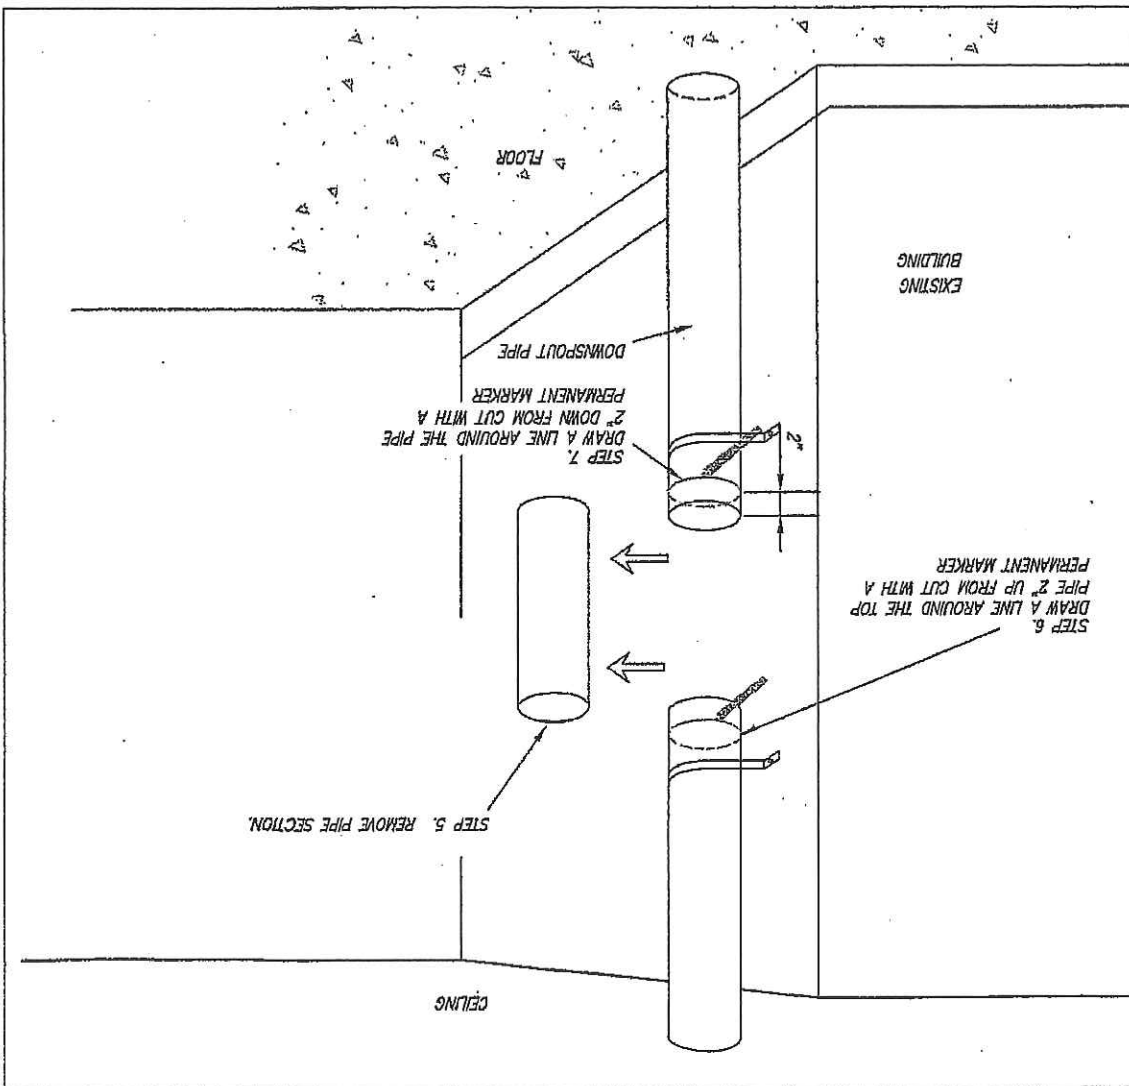 CEILING
STEP 5. REMOVE PIPE SECTION.
STEP 6.
DRAW A LINE AROUND THE TOP
PIPE 2" UP FROM CUT WITH A
PERMANENT MARKER
2"
STEP 7.
DRAW A LINE AROUND THE PIPE
2" DOWN FROM CUT WITH A
PERMANENT MARKER
DOWNSPOUT PIPE
EXISTING
BUILDING
FLOOR